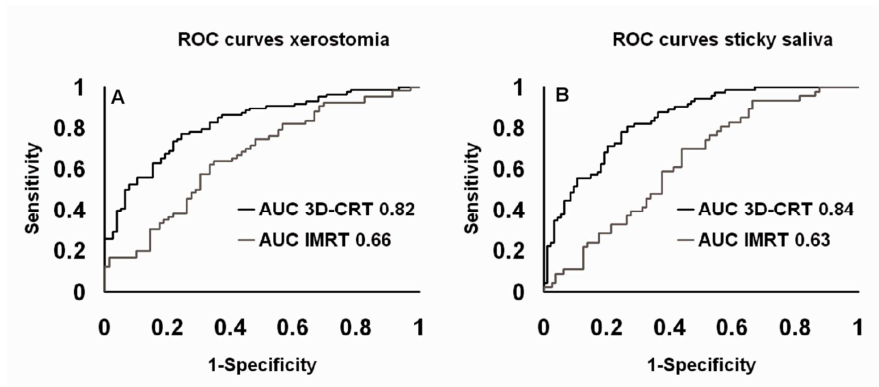 ROC curves xerostomia
A
Sensitivity
1
0.8
0.6
0.4
0.2
0
AUC 3D-CRT 0.82
AUC IMRT 0.66
0 0.2 0.4 0.6 0.8 1
1-Specificity
ROC curves sticky saliva
B
Sensitivity
1
0.8
0.6
0.4
0.2
0
AUC 3D-CRT 0.84
AUC IMRT 0.63
0 0.2 0.4 0.6 0.8 1
1-Specificity